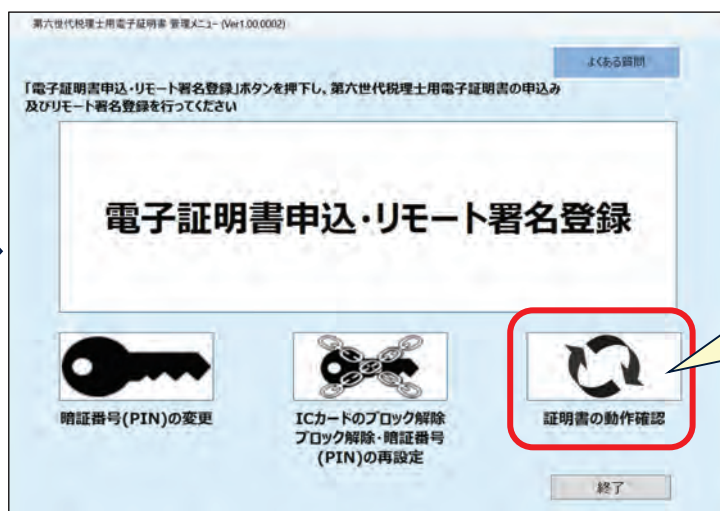 第六世代税理士用電子証明書 管理メニュー (Ver1.00.0002)
よくある質問
「電子証明書申込・リモート署名登録」ボタンを押下し、第六世代税理士用電子証明書の申込み
及びリモート署名登録を行ってください
電子証明書申込・リモート署名登録
暗証番号(PIN)の変更
ICカードのブロック解除
ブロック解除・暗証番号
(PIN)の再設定
証明書の動作確認
終了